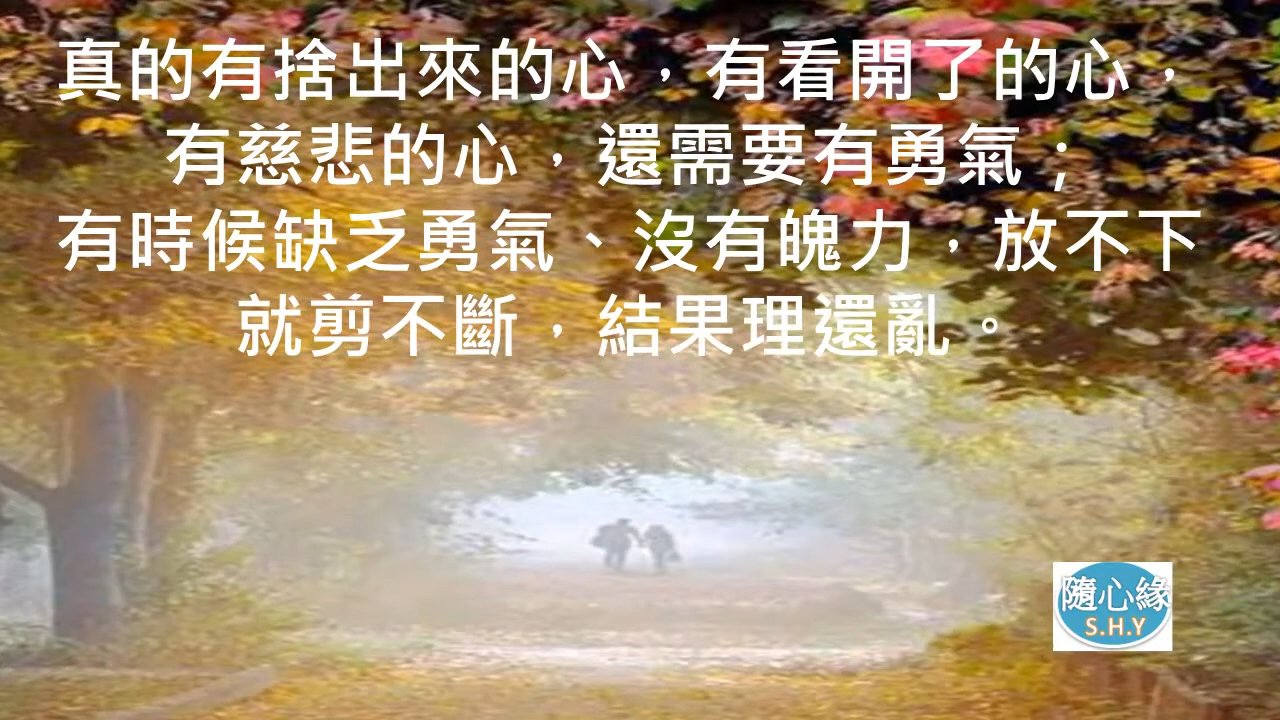 真的有捨出來的心，有看開了的心，
有慈悲的心，還需要有勇氣；
有時候缺乏勇氣、沒有魄力，放不下
就剪不斷，結果理還亂。
隨心緣
S.H.Y